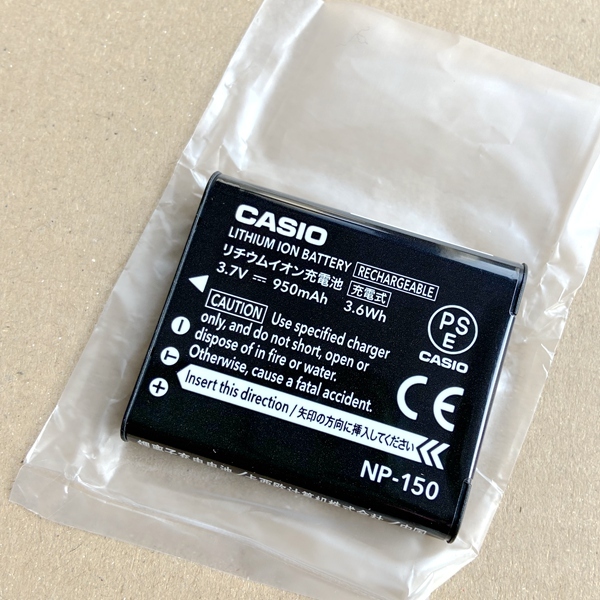 CASIO
LITHIUM ION BATTERY RECHARGEABLE
リチウムイオン充電池 充電式
3.7V ⎓ 950mAh 3.6Wh
CAUTION Use specified charger
only, and do not short, open or
dispose of in fire or water.
Otherwise, cause a fatal accident.
PS
E
CASIO
CE
Insert this direction/矢印の方向に挿入してください
NP-150